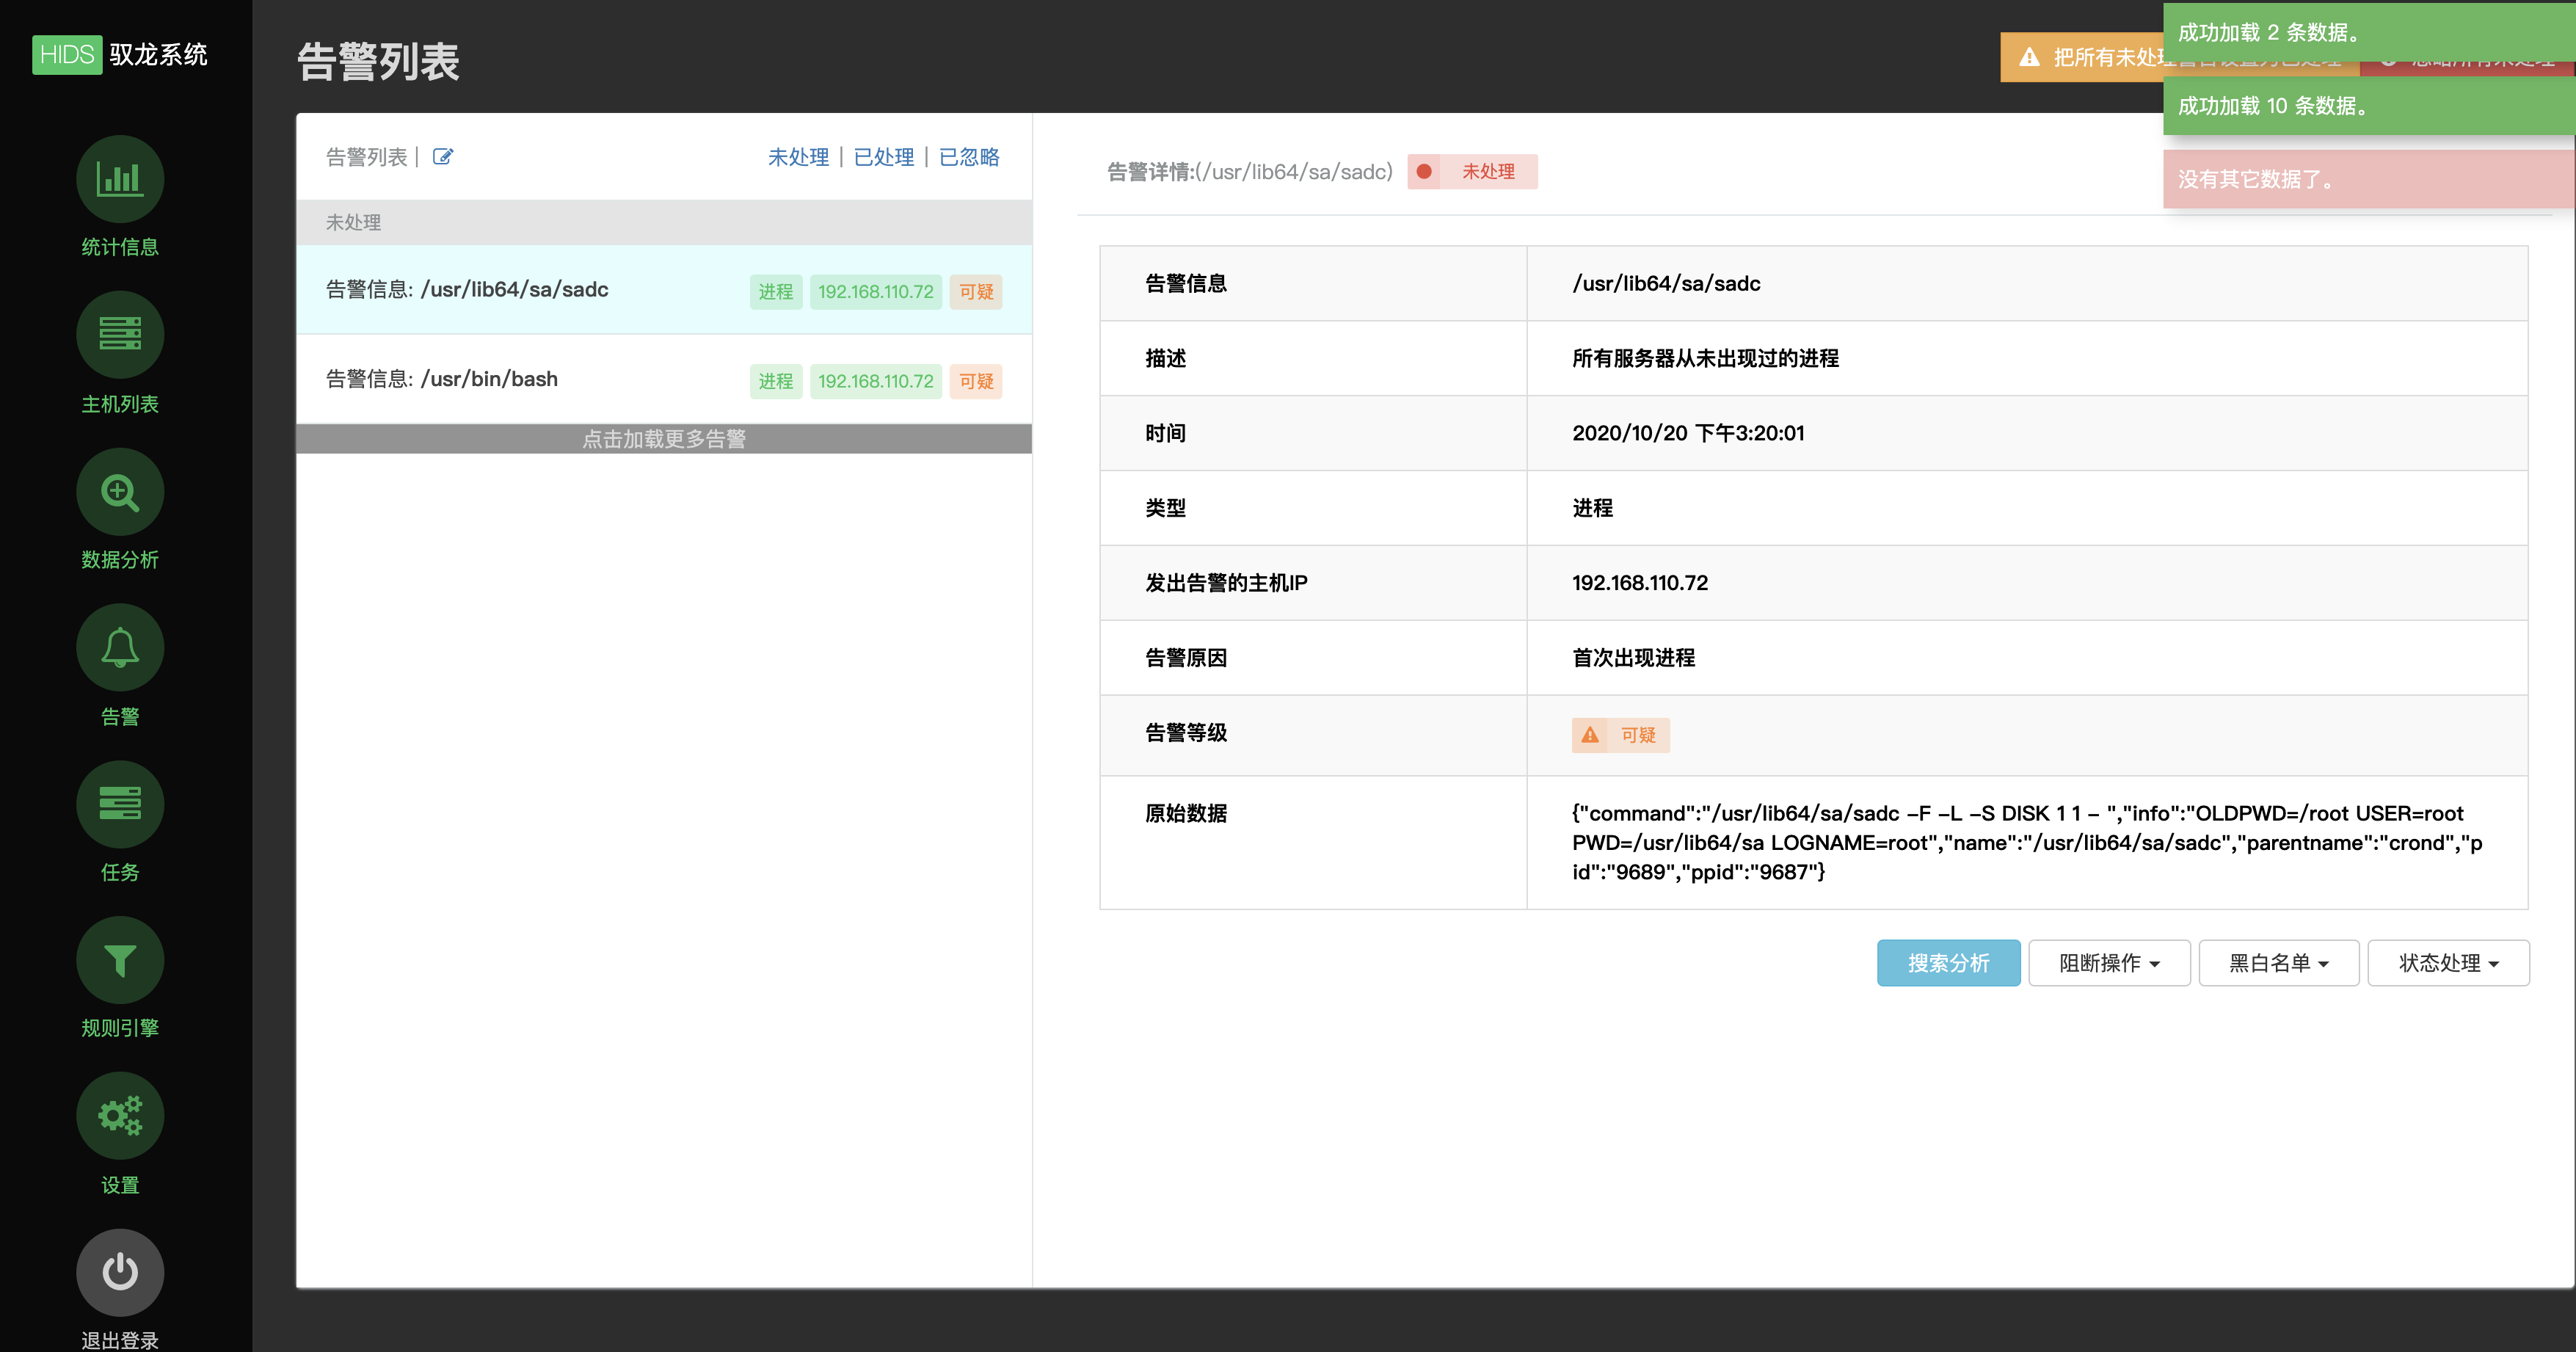 HIDS 驭龙系统
统计信息
主机列表
数据分析
告警
任务
规则引擎
设置
退出登录
告警列表
把所有未处理
成功加载 2 条数据。
成功加载 10 条数据。
没有其它数据了。
告警列表|
未处理 | 已处理 | 已忽略
未处理
告警信息: /usr/lib64/sa/sadc 进程 192.168.110.72 可疑
告警信息: /usr/bin/bash 进程 192.168.110.72 可疑
点击加载更多告警
告警详情:(/usr/lib64/sa/sadc) 未处理
告警信息 /usr/lib64/sa/sadc
描述 所有服务器从未出现过的进程
时间 2020/10/20 下午3:20:01
类型 进程
发出告警的主机IP 192.168.110.72
告警原因 首次出现进程
告警等级 可疑
原始数据 {"command":"/usr/lib64/sa/sadc –F –L –S DISK 1 1 – ","info":"OLDPWD=/root USER=root
PWD=/usr/lib64/sa LOGNAME=root","name":"/usr/lib64/sa/sadc","parentname":"crond","p
id":"9689","ppid":"9687"}
搜索分析 阻断操作 黑白名单 状态处理